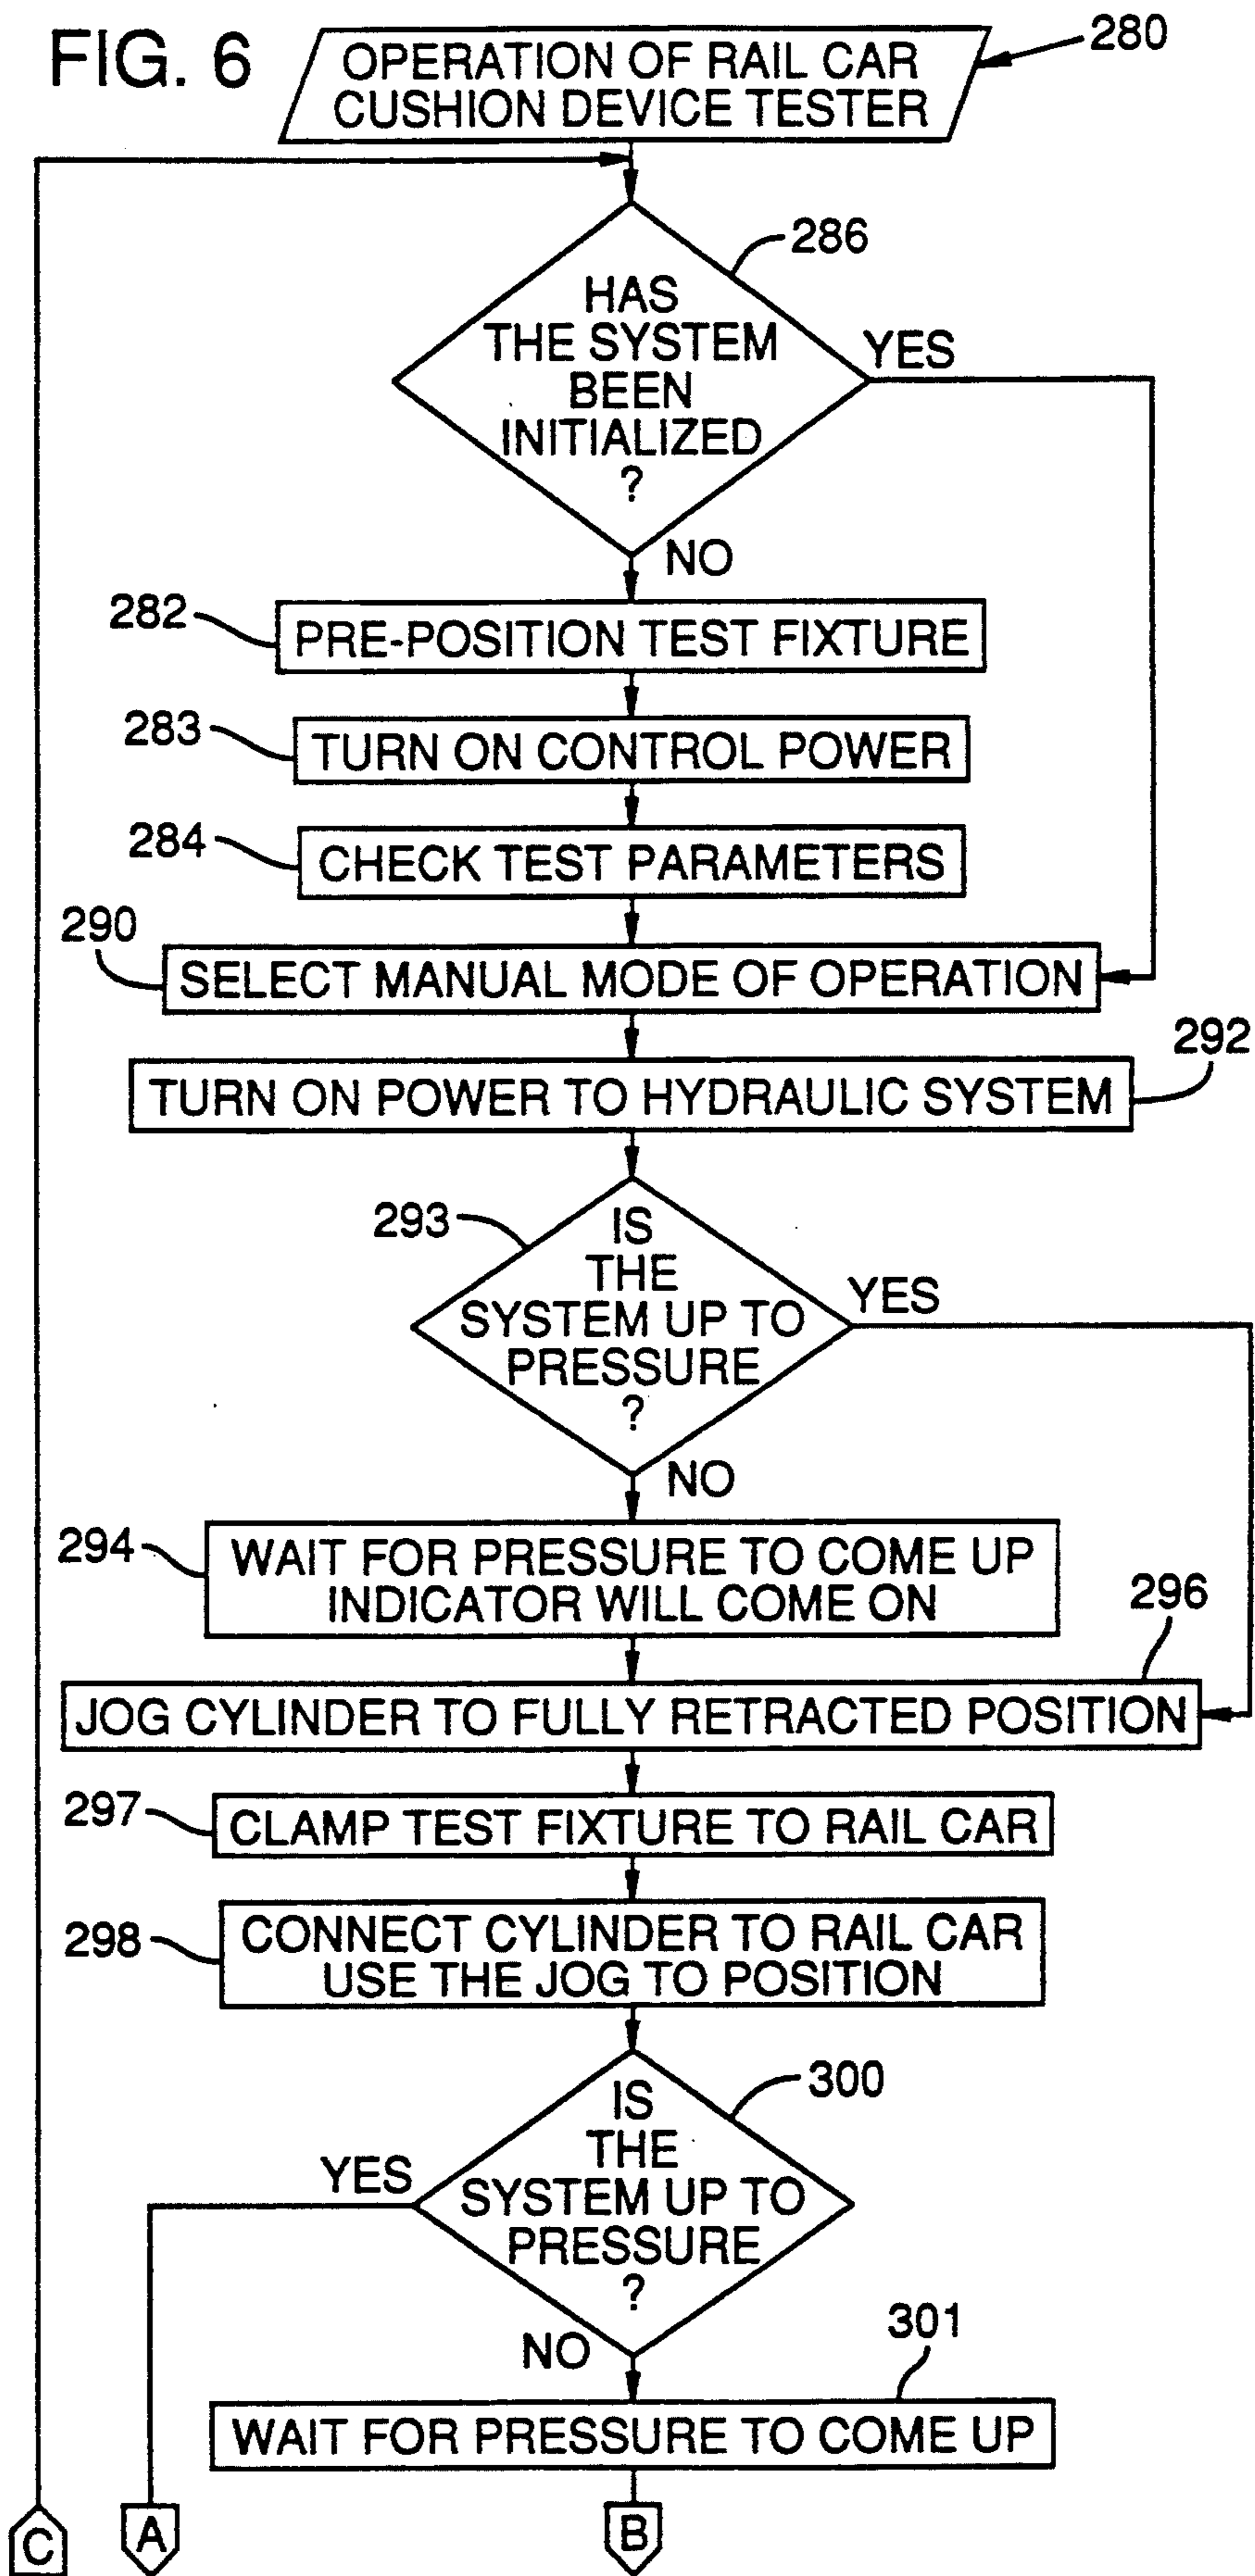 FIG. 6
OPERATION OF RAIL CAR
CUSHION DEVICE TESTER
280
286
HAS
THE SYSTEM
BEEN
INITIALIZED
?
YES
NO
282
PRE-POSITION TEST FIXTURE
283
TURN ON CONTROL POWER
284
CHECK TEST PARAMETERS
290
SELECT MANUAL MODE OF OPERATION
292
TURN ON POWER TO HYDRAULIC SYSTEM
293
IS
THE
SYSTEM UP TO
PRESSURE
?
YES
NO
294
WAIT FOR PRESSURE TO COME UP
INDICATOR WILL COME ON
296
JOG CYLINDER TO FULLY RETRACTED POSITION
297
CLAMP TEST FIXTURE TO RAIL CAR
298
CONNECT CYLINDER TO RAIL CAR
USE THE JOG TO POSITION
300
IS
THE
SYSTEM UP TO
PRESSURE
?
YES
NO
301
WAIT FOR PRESSURE TO COME UP
C
A
B